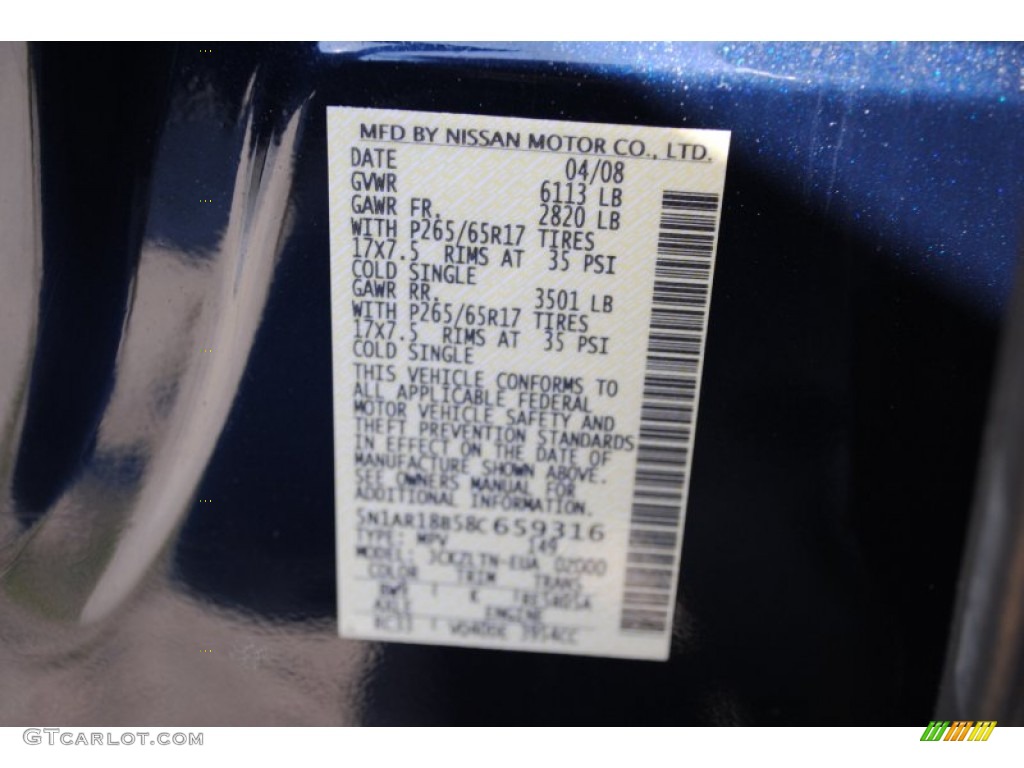 MFD BY NISSAN MOTOR CO., LTD.
DATE 04/08
GVWR 6113 LB
GAWR FR. 2820 LB
WITH P265/65R17 TIRES
17X7.5 RIMS AT 35 PSI
COLD SINGLE
GAWR RR. 3501 LB
WITH P265/65R17 TIRES
17X7.5 RIMS AT 35 PSI
COLD SINGLE
THIS VEHICLE CONFORMS TO
ALL APPLICABLE FEDERAL
MOTOR VEHICLE SAFETY AND
THEFT PREVENTION STANDARDS
IN EFFECT ON THE DATE OF
MANUFACTURE SHOWN ABOVE.
SEE OWNERS MANUAL FOR
ADDITIONAL INFORMATION.
5N1AR18B58C659316
TYPE: MPV 149
MODEL:
COLOR TRIM TRANS
K RE5R05A
AXLE ENGINE
VQ40DE 3954CC
GTCarLot.com